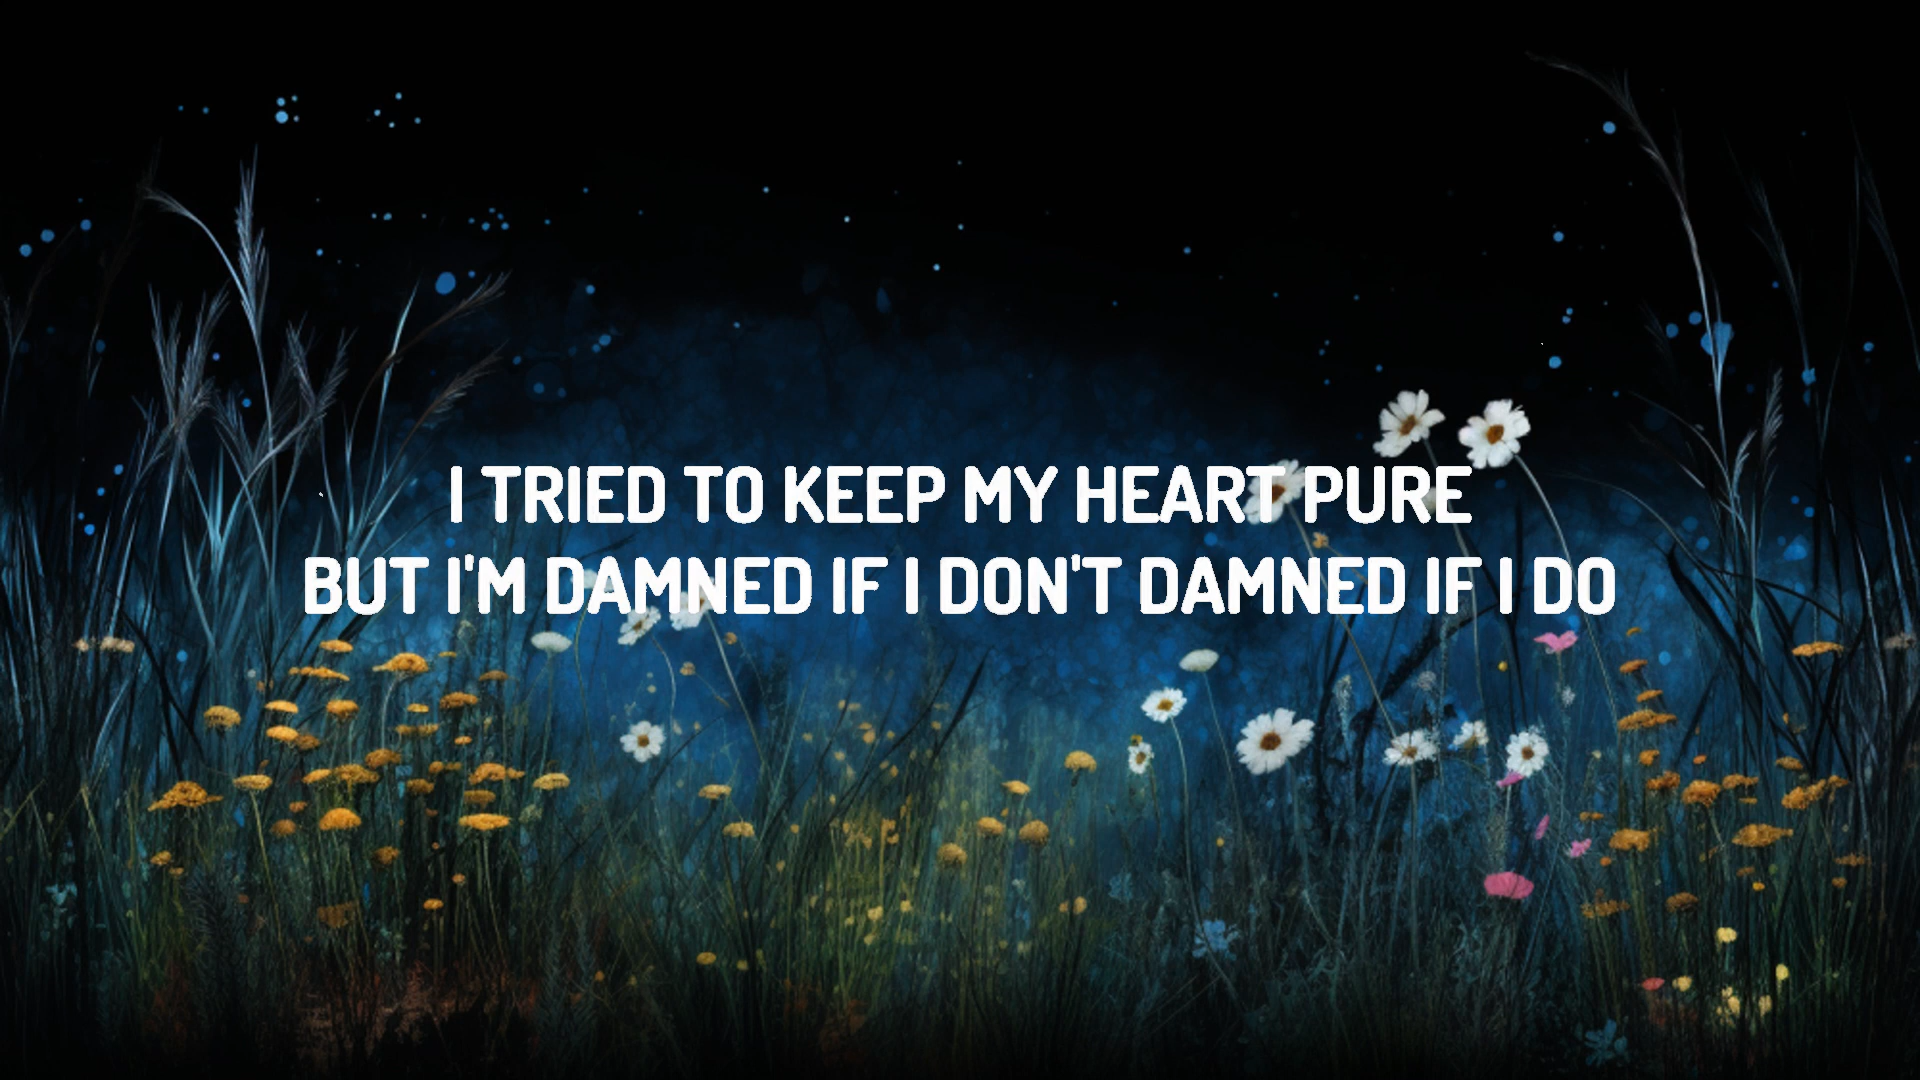 I TRIED TO KEEP MY HEART PURE
BUT I'M DAMNED IF I DON'T DAMNED IF I DO